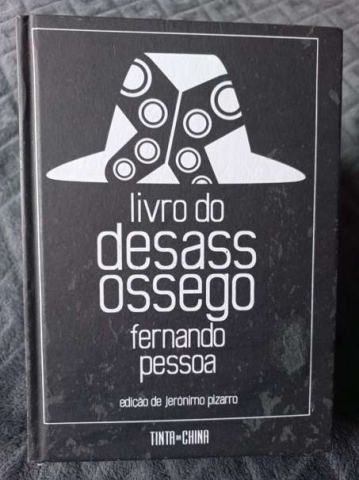 livro do
desass
ossego
fernando
pessoa
edição de jerónimo pizarro
TINTA DA CHINA